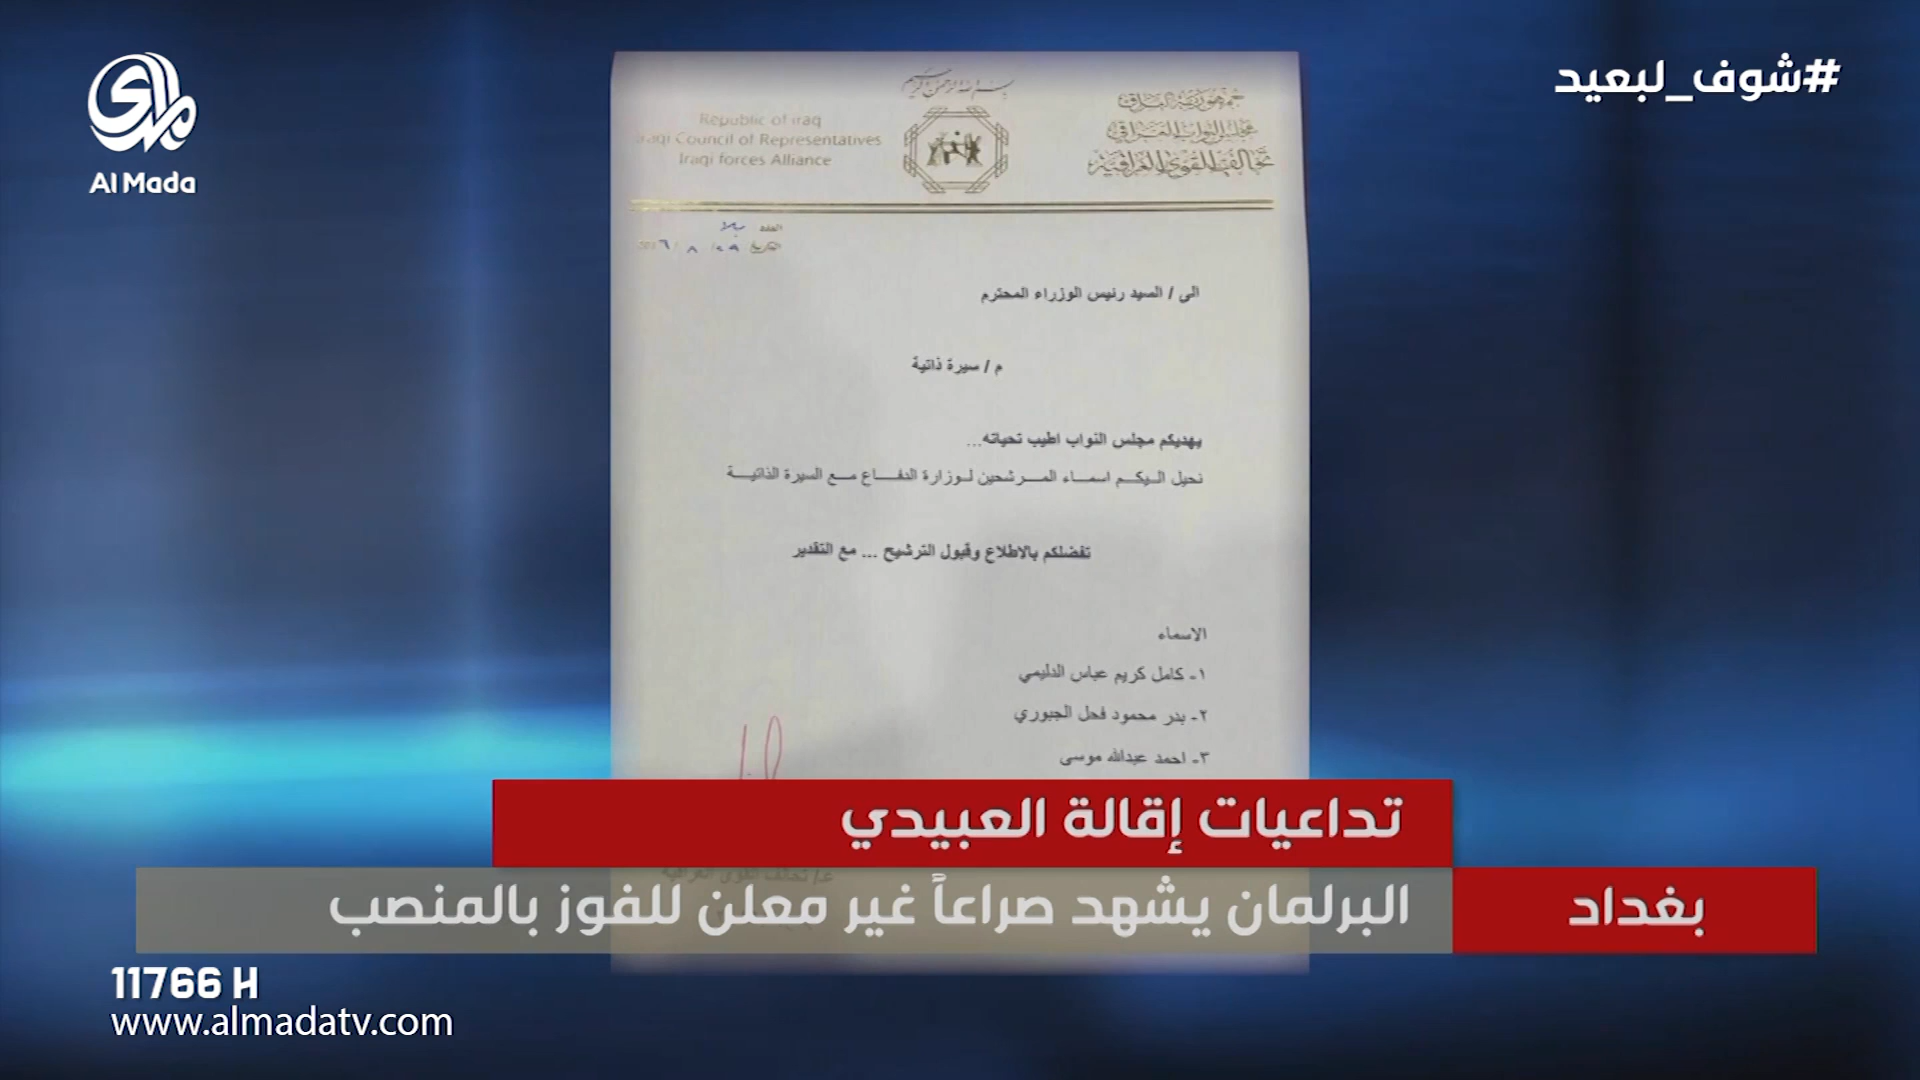 مدى
Al Mada
#شوف_لبعيد
بسم الله الرحمن الرحيم
Republic of Iraq
Iraqi Council of Representatives
Iraqi forces Alliance
جمهورية العراق
مجلس النواب العراقي
تحالف القوى العراقية
العدد
التاريخ
الى / السيد رئيس الوزراء المحترم
م / سيرة ذاتية
يهديكم مجلس النواب اطيب تحياته...
نحيل اليكم اسماء المرشحين لوزارة الدفاع مع السيرة الذاتية
تفضلكم بالاطلاع وقبول الترشيح ... مع التقدير
الاسماء
١- كامل كريم عباس الدليمي
٢- بدر محمود فحل الجبوري
٣- احمد عبدالله موسى
تداعيات إقالة العبيدي
بغداد
البرلمان يشهد صراعاً غير معلن للفوز بالمنصب
11766 H
www.almadatv.com